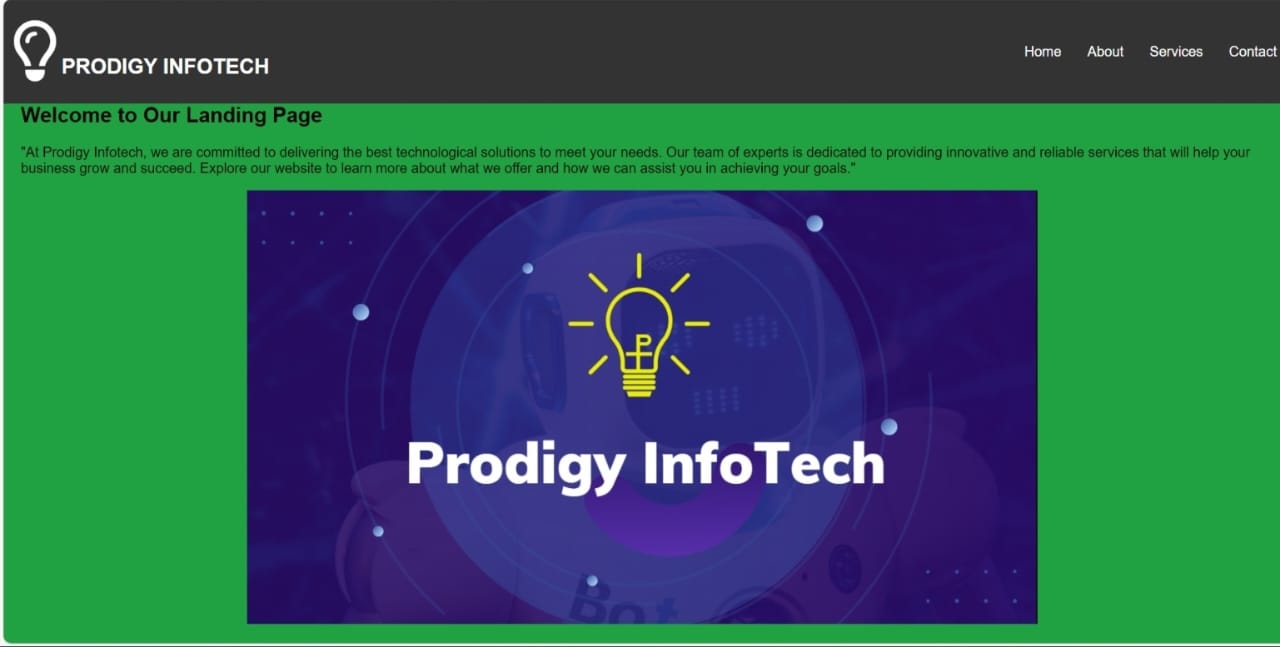 PRODIGY INFOTECH
Home About Services Contact
Welcome to Our Landing Page
"At Prodigy Infotech, we are committed to delivering the best technological solutions to meet your needs. Our team of experts is dedicated to providing innovative and reliable services that will help your
business grow and succeed. Explore our website to learn more about what we offer and how we can assist you in achieving your goals."
P
Prodigy InfoTech
Bot